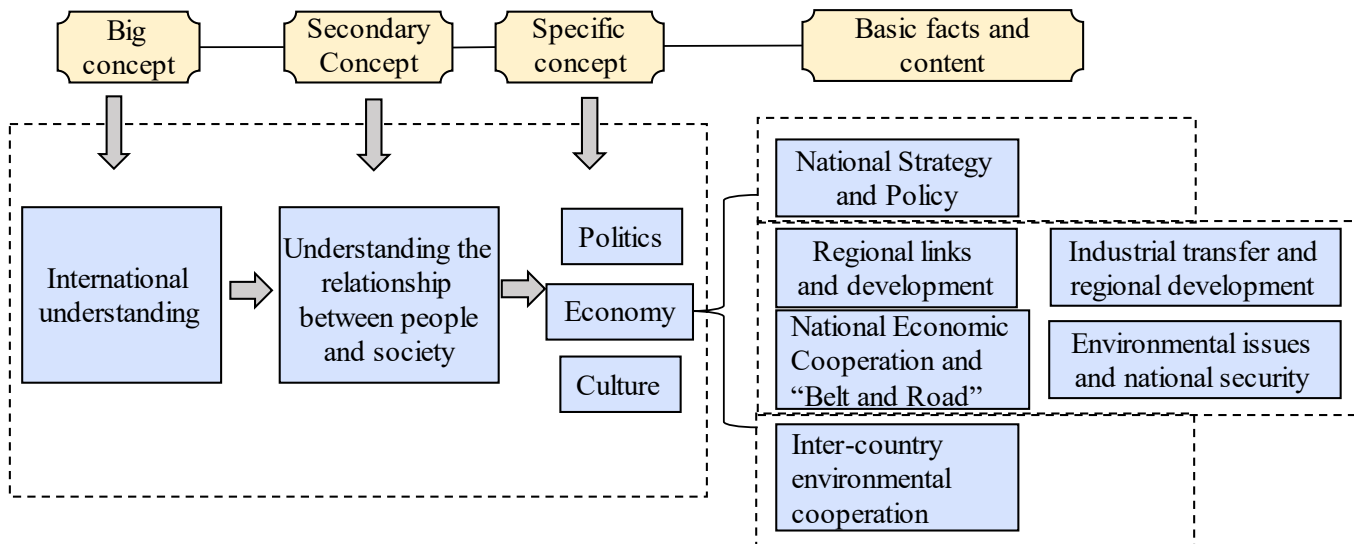 Big
concept
Secondary
Concept
Specific
concept
Basic facts and
content
International
understanding
Understanding the
relationship
between people
and society
Politics
Economy
Culture
National Strategy
and Policy
Regional links
and development
Industrial transfer and
regional development
National Economic
Cooperation and
“Belt and Road”
Environmental issues
and national security
Inter-country
environmental
cooperation